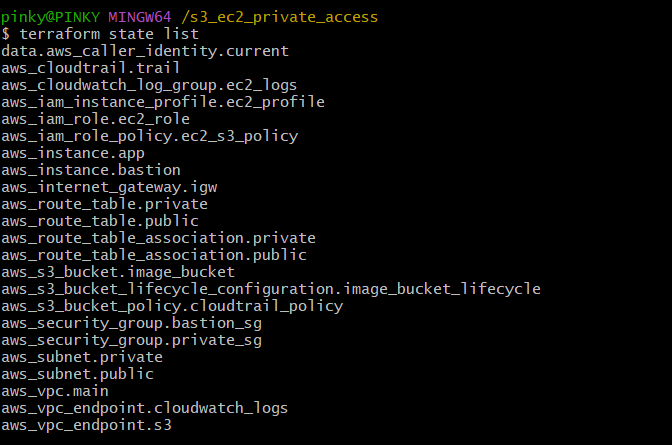 pinky@PINKY MINGW64 /s3_ec2_private_access
$ terraform state list
data.aws_caller_identity.current
aws_cloudtrail.trail
aws_cloudwatch_log_group.ec2_logs
aws_iam_instance_profile.ec2_profile
aws_iam_role.ec2_role
aws_iam_role_policy.ec2_s3_policy
aws_instance.app
aws_instance.bastion
aws_internet_gateway.igw
aws_route_table.private
aws_route_table.public
aws_route_table_association.private
aws_route_table_association.public
aws_s3_bucket.image_bucket
aws_s3_bucket_lifecycle_configuration.image_bucket_lifecycle
aws_s3_bucket_policy.cloudtrail_policy
aws_security_group.bastion_sg
aws_security_group.private_sg
aws_subnet.private
aws_subnet.public
aws_vpc.main
aws_vpc_endpoint.cloudwatch_logs
aws_vpc_endpoint.s3